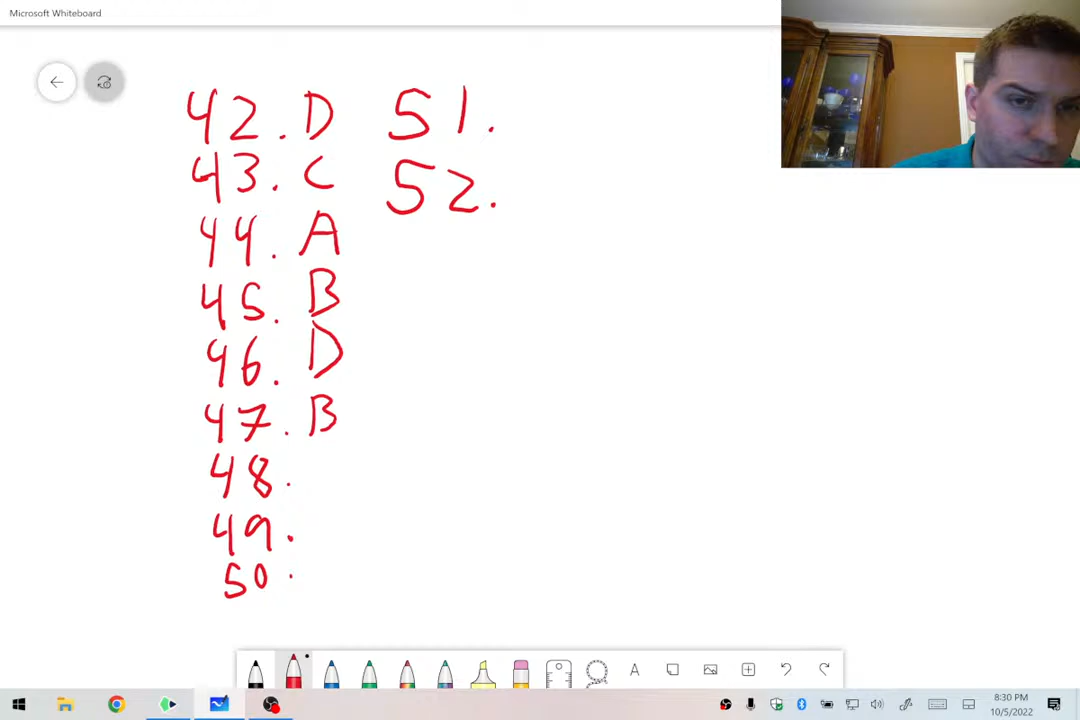 Microsoft Whiteboard
42. D
43. C
44. A
45. B
46. D
47. B
48.
49.
50.
51.
52.
A
8:30 PM
10/5/2022